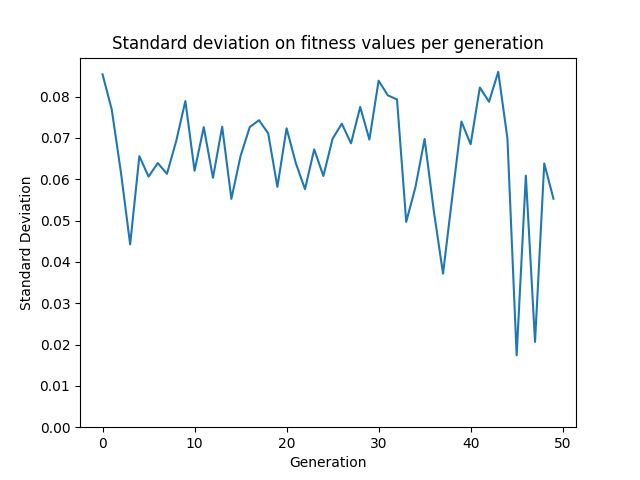 Standard deviation on fitness values per generation
Standard Deviation
0.08
0.07
0.06
0.05
0.04
0.03
0.02
0.01
0.00
0 10 20 30 40 50
Generation